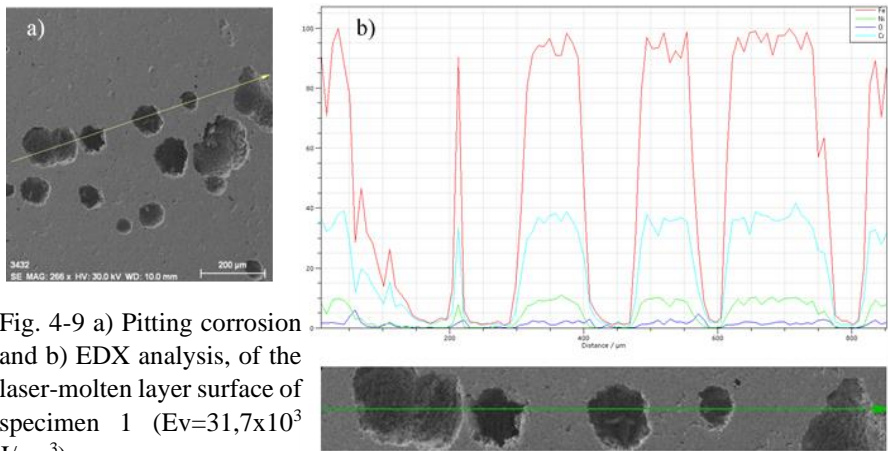 a)
3432
SE MAG: 266 x HV: 30.0 kV WD: 10.0 mm
200 µm
Fig. 4-9 a) Pitting corrosion
and b) EDX analysis, of the
laser-molten layer surface of
specimen 1 (Ev=31,7x10³
b)
100
80
60
40
20
0
200
400
600
800
Distance / µm
Fe
Ni
O
Cr